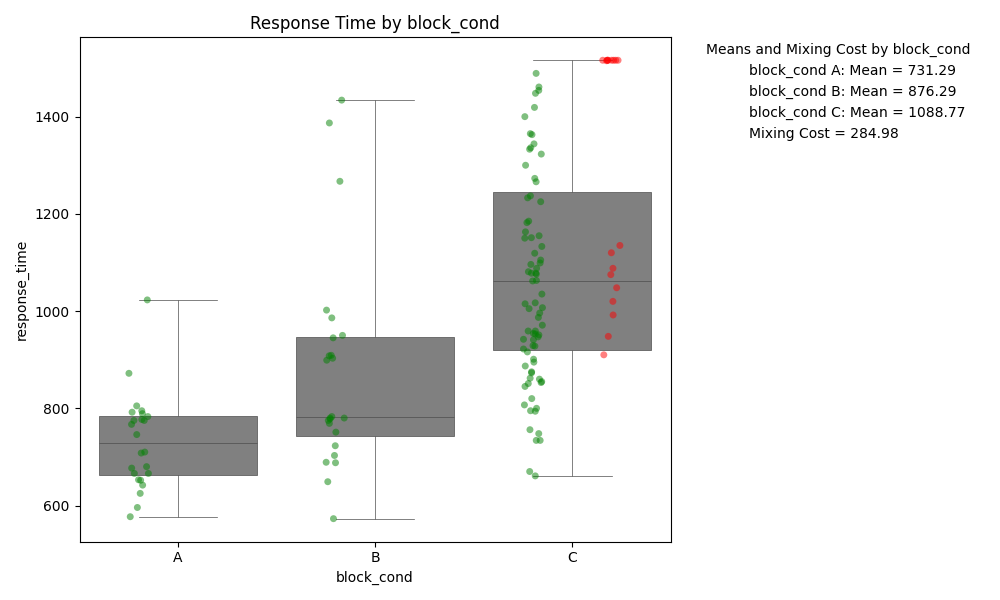 Response Time by block_cond
Means and Mixing Cost by block_cond
block_cond A: Mean = 731.29
block_cond B: Mean = 876.29
block_cond C: Mean = 1088.77
Mixing Cost = 284.98
response_time
1400
1200
1000
800
600
A
B
C
block_cond